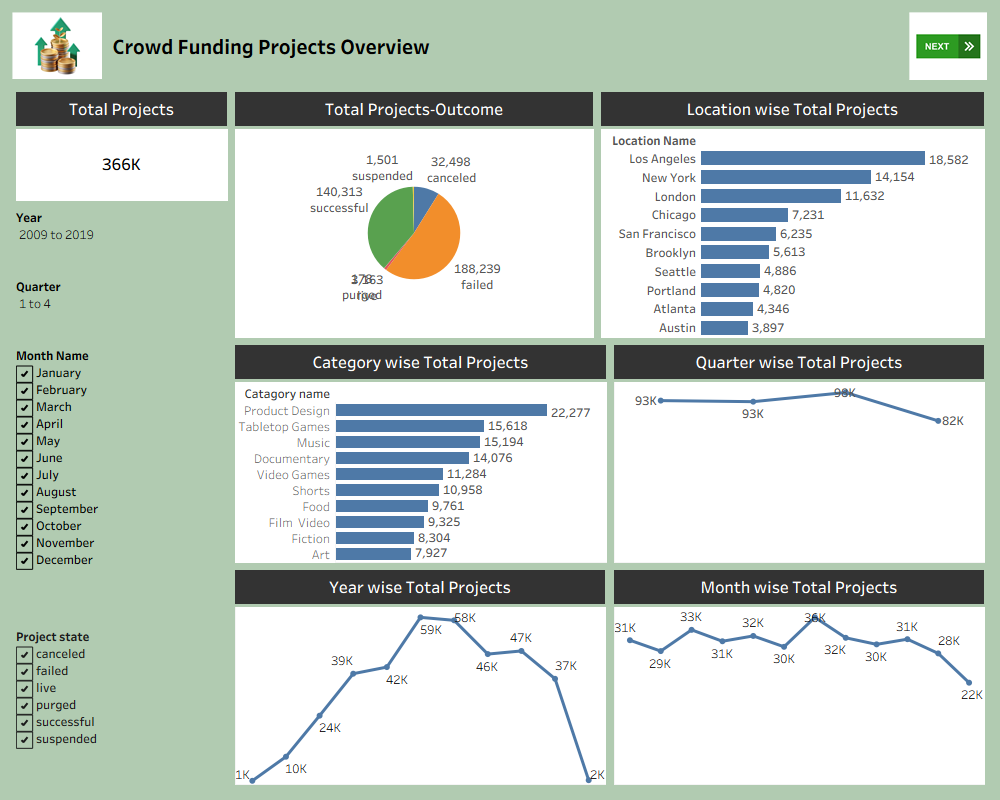 Crowd Funding Projects Overview
NEXT
Total Projects
366K
Year
2009 to 2019
Quarter
1 to 4
Month Name
January
February
March
April
May
June
July
August
September
October
November
December
Project state
canceled
failed
live
purged
successful
suspended
Total Projects-Outcome
1,501
suspended
32,498
canceled
140,313
successful
188,239
failed
purged
Location wise Total Projects
Location Name
Los Angeles 18,582
New York 14,154
London 11,632
Chicago 7,231
San Francisco 6,235
Brooklyn 5,613
Seattle 4,886
Portland 4,820
Atlanta 4,346
Austin 3,897
Category wise Total Projects
Catagory name
Product Design 22,277
Tabletop Games 15,618
Music 15,194
Documentary 14,076
Video Games 11,284
Shorts 10,958
Food 9,761
Film Video 9,325
Fiction 8,304
Art 7,927
Quarter wise Total Projects
93K
93K
98K
82K
Year wise Total Projects
1K
10K
24K
39K
42K
59K
58K
46K
47K
37K
2K
Month wise Total Projects
31K
29K
33K
31K
32K
30K
36K
32K
30K
31K
28K
22K